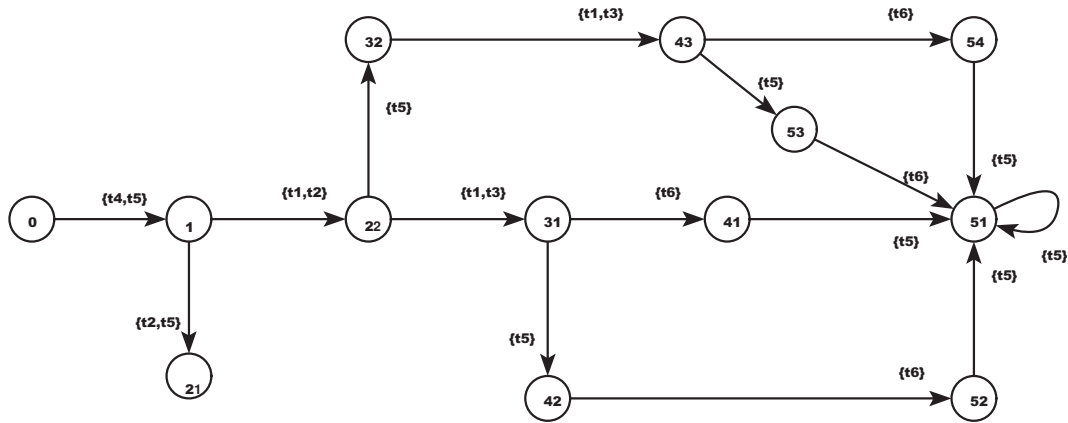 {t1,t3}
{t6}
32
43
54
{t5}
{t5}
53
{t5}
{t6}
{t4,t5}
{t1,t2}
{t1,t3}
{t6}
0
1
22
31
41
51
{t5}
{t5}
{t5}
{t2,t5}
{t5}
21
{t6}
42
52